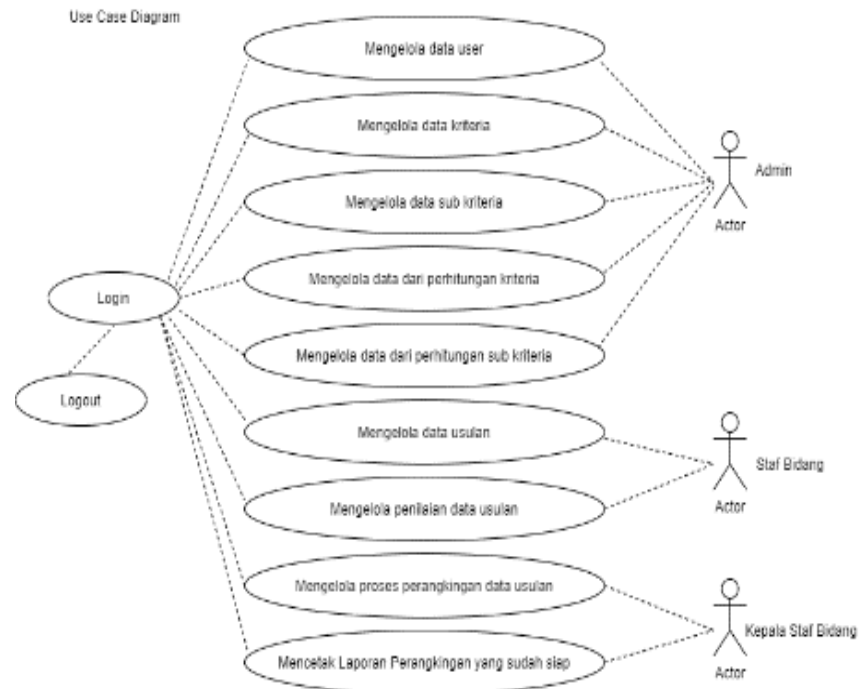 Use Case Diagram
Mengelola data user
Mengelola data kriteria
Admin
Mengelola data sub kriteria
Actor
Mengelola data dari perhitungan kriteria
Login
Mengelola data dari perhitungan sub kriteria
Logout
Mengelola data usulan
Staf Bidang
Mengelola penilaian data usulan
Actor
Mengelola proses perangkingan data usulan
Kepala Staf Bidang
Mencetak Laporan Perangkingan yang sudah siap
Actor